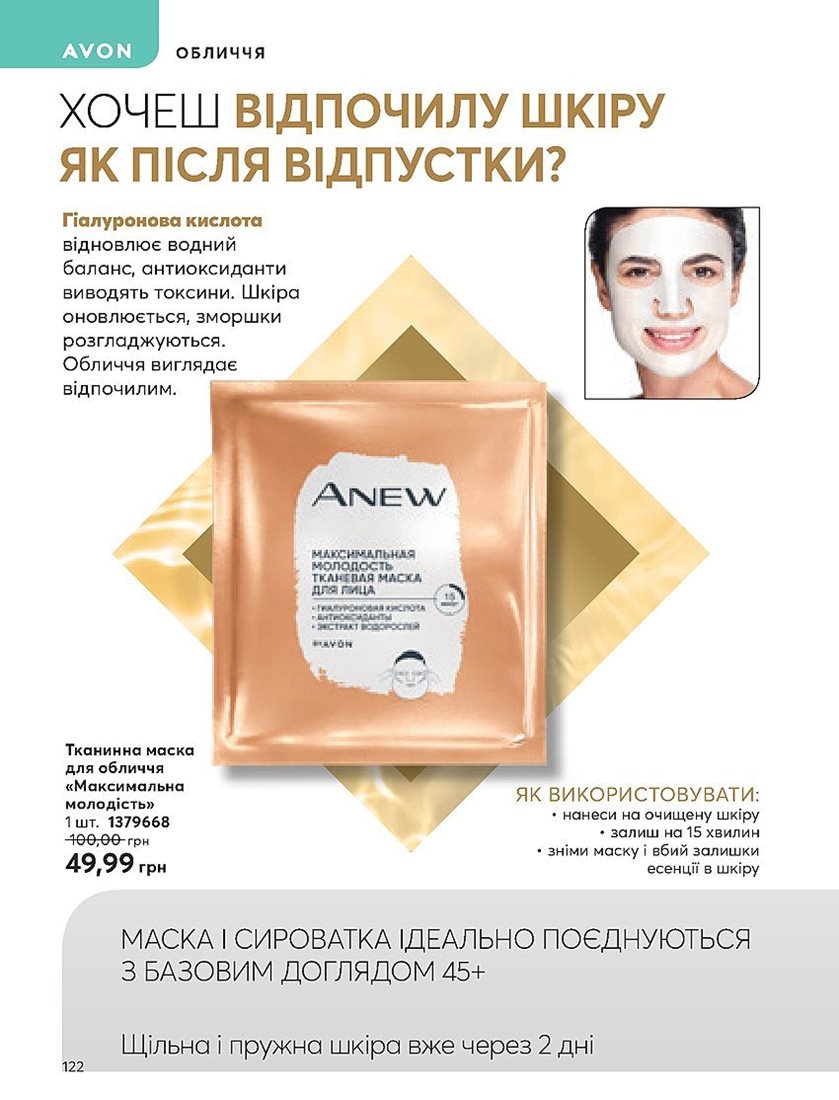 AVON
ОБЛИЧЧЯ
ХОЧЕШ ВІДПОЧИЛУ ШКІРУ
ЯК ПІСЛЯ ВІДПУСТКИ?
Гіалуронова кислота
відновлює водний
баланс, антиоксиданти
виводять токсини. Шкіра
оновлюється, зморшки
розгладжуються.
Обличчя виглядає
відпочилим.
ANEW
МАКСИМАЛЬНАЯ
МОЛОДОСТЬ
ТКАНЕВАЯ МАСКА
ДЛЯ ЛИЦА
15
• ГИАЛУРОНОВАЯ КИСЛОТА
• АНТИОКСИДАНТЫ
• ЭКСТРАКТ ВОДОРОСЛЕЙ
BY AVON
Тканинна маска
для обличчя
«Максимальна
молодість»
1 шт. 1379668
100,00 грн
49,99 грн
ЯК ВИКОРИСТОВУВАТИ:
• нанеси на очищену шкіру
• залиш на 15 хвилин
• зніми маску і вбий залишки
есенції в шкіру
МАСКА І СИРОВАТКА ІДЕАЛЬНО ПОЄДНУЮТЬСЯ
З БАЗОВИМ ДОГЛЯДОМ 45+
Щільна і пружна шкіра вже через 2 дні
122